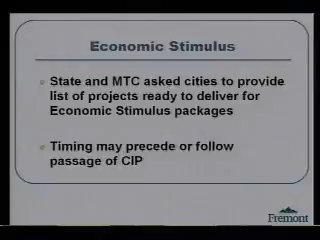 Economic Stimulus
State and MTC asked cities to provide
list of projects ready to deliver for
Economic Stimulus packages
Timing may precede or follow
passage of CIP
Fremont